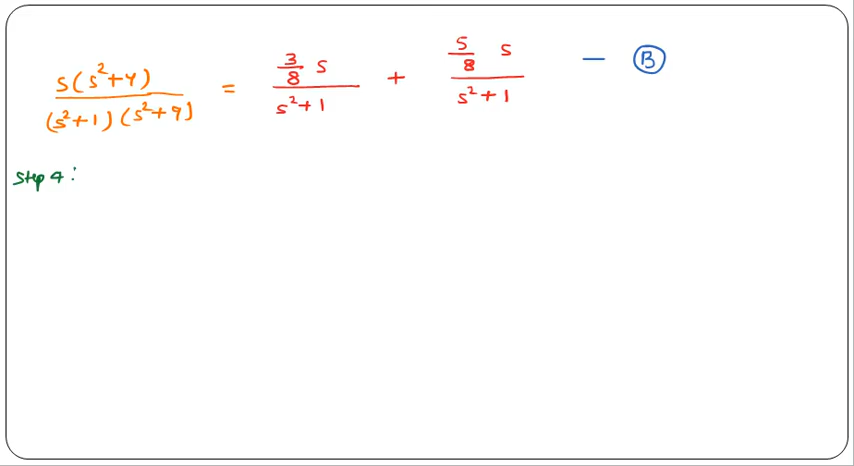 s(s²+4)/(s²+1)(s²+9) = 3/8 s/s²+1 + 5/8 s/s²+1 — B
Step 4: